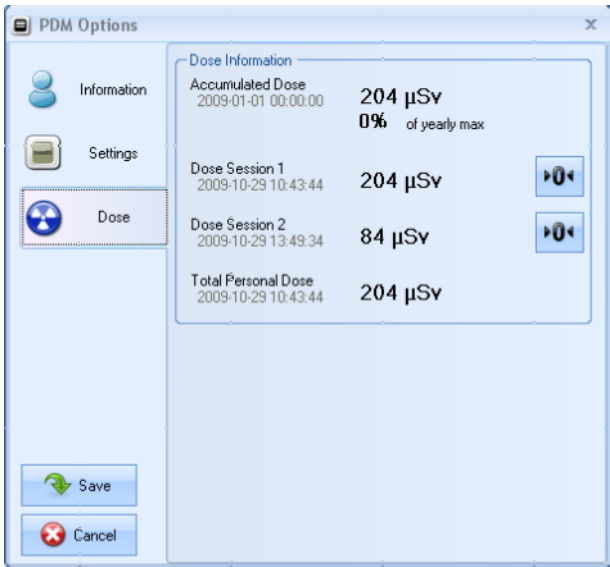 PDM Options
x
Information
Settings
Dose
Save
Cancel
Dose Information
Accumulated Dose
2009-01-01 00:00:00
204 µSv
0% of yearly max
Dose Session 1
2009-10-29 10:43:44
204 µSv
▸0◂
Dose Session 2
2009-10-29 13:49:34
84 µSv
▸0◂
Total Personal Dose
2009-10-29 10:43:44
204 µSv